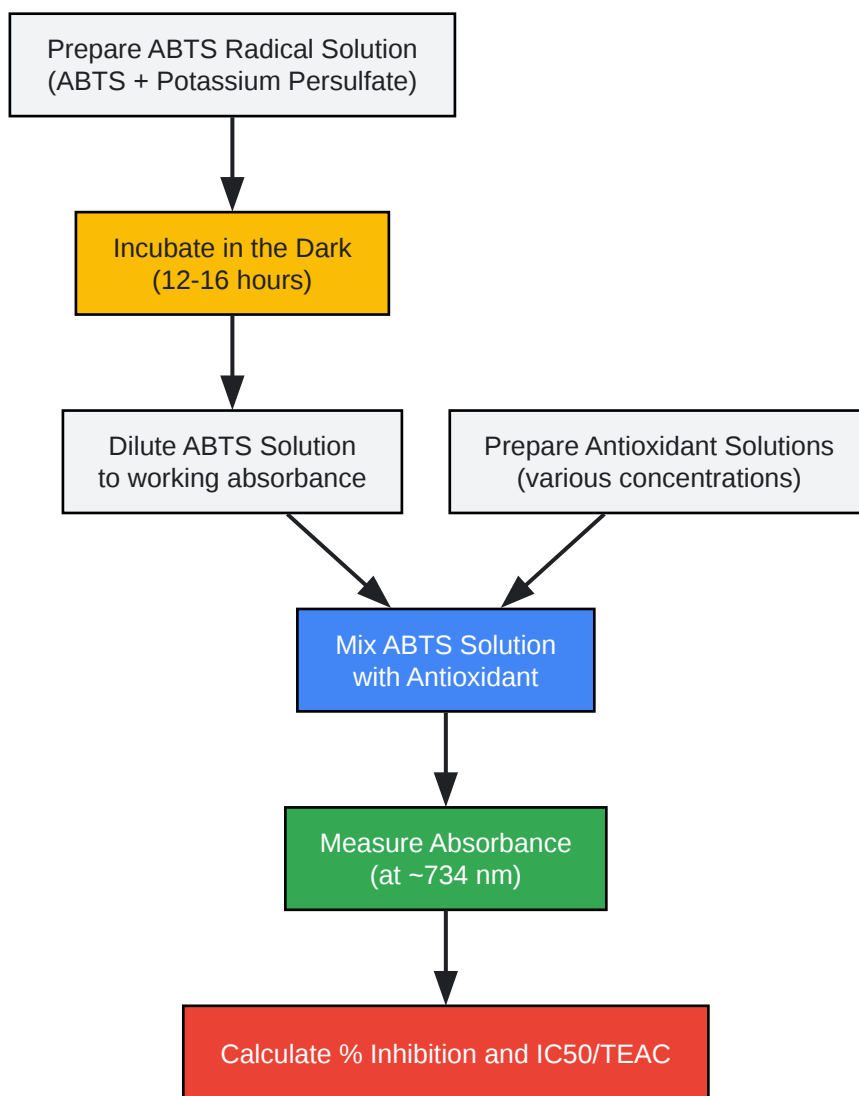 Prepare ABTS Radical Solution
(ABTS + Potassium Persulfate)
Incubate in the Dark
(12-16 hours)
Dilute ABTS Solution
to working absorbance
Prepare Antioxidant Solutions
(various concentrations)
Mix ABTS Solution
with Antioxidant
Measure Absorbance
(at ~734 nm)
Calculate % Inhibition and IC50/TEAC